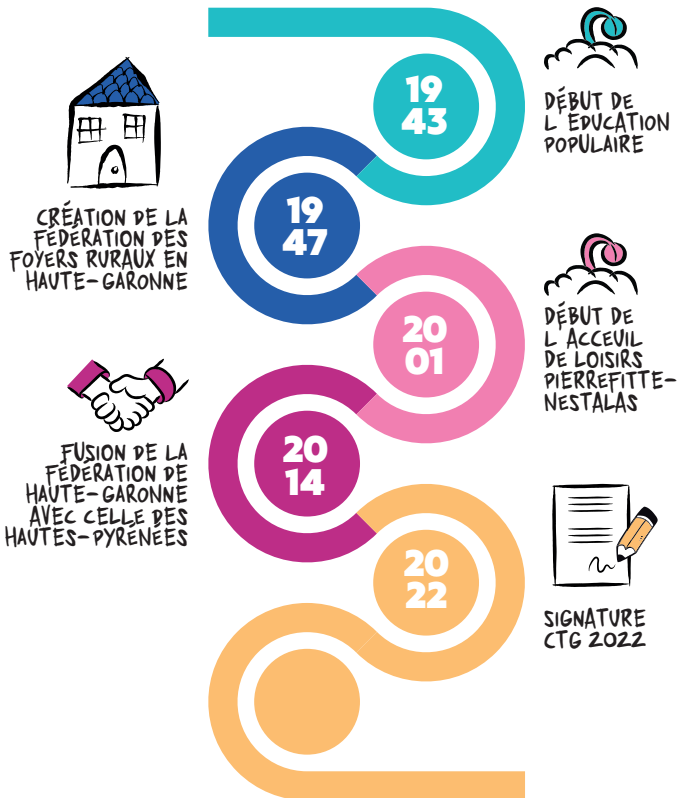 19
43
DÉBUT DE
L'ÉDUCATION
POPULAIRE
19
47
CRÉATION DE LA
FÉDÉRATION DES
FOYERS RURAUX EN
HAUTE-GARONNE
20
01
DÉBUT DE
L'ACCEUIL
DE LOISIRS
PIERREFITTE-
NESTALAS
20
14
FUSION DE LA
FÉDÉRATION DE
HAUTE-GARONNE
AVEC CELLE DES
HAUTES-PYRÉNÉES
20
22
SIGNATURE
CTG 2022